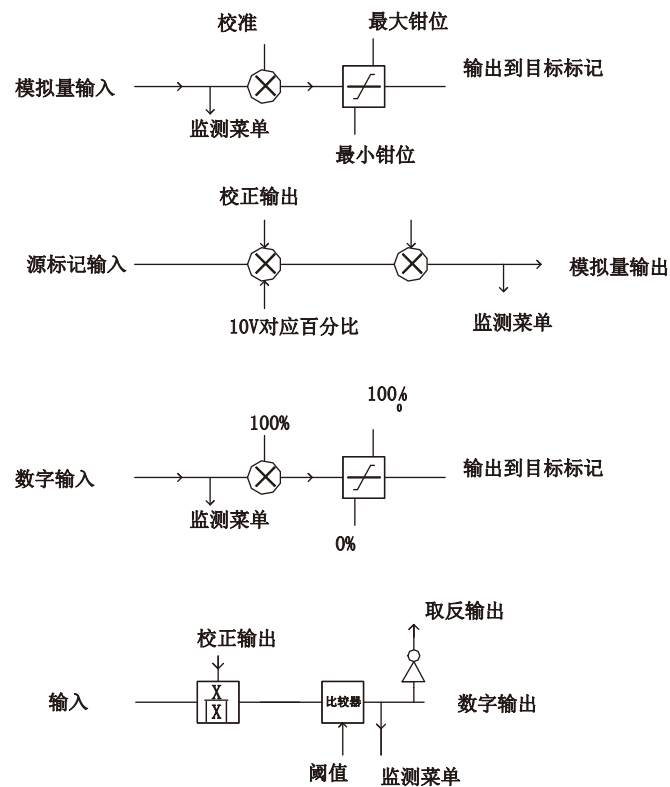 校准
最大钳位
模拟量输入
输出到目标标记
监测菜单
最小钳位
校正输出
源标记输入
模拟量输出
10V对应百分比
监测菜单
100%
100%
数字输入
输出到目标标记
监测菜单
0%
取反输出
校正输出
输入
X
X
比较器
数字输出
阈值
监测菜单